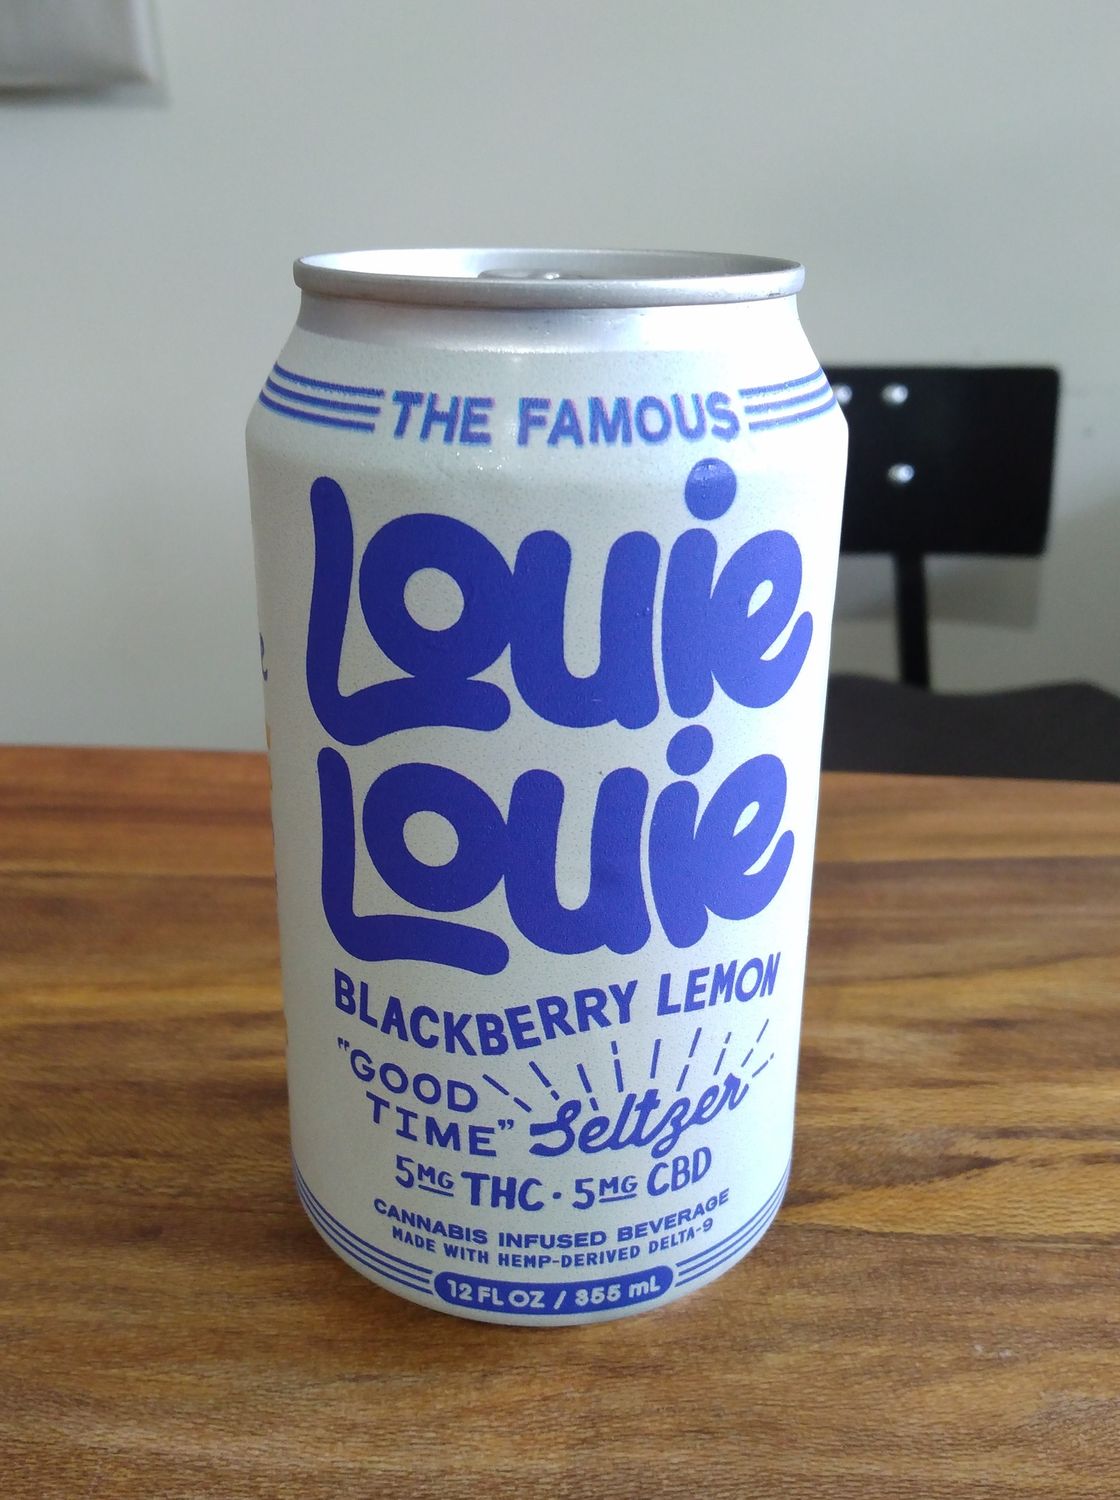 THE FAMOUS
Louie
Louie
BLACKBERRY LEMON
"GOOD
TIME" Seltzer
5MG THC · 5MG CBD
CANNABIS INFUSED BEVERAGE
MADE WITH HEMP-DERIVED DELTA-9
12 FL OZ / 355 mL